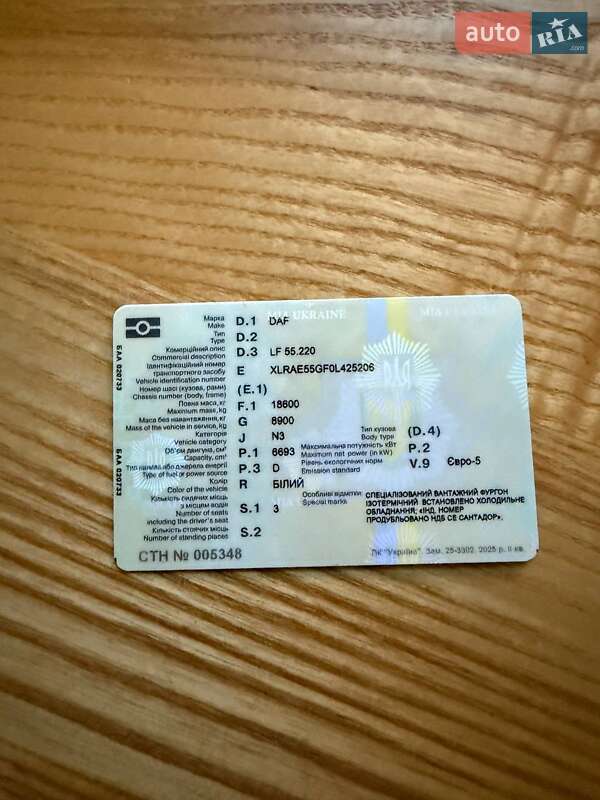 auto RIA .com
MIA UKRAINE MIA UKRAINE
Марка
Make D.1 DAF
Тип
Type D.2
Комерційний опис
Commercial description D.3 LF 55.220
Ідентифікаційний номер
транспортного засобу E XLRAE55GF0L425206
Vehicle identification number
Номер шасі (кузова, рами) (E.1)
Chassis number (body, frame)
Повна маса, кг F.1 18600
Maximum mass, kg
Маса без навантаження, кг G 8900
Mass of the vehicle in service, kg
Категорія J N3
Vehicle category
Об'єм двигуна, см³ P.1 6693
Capacity, cm³
Тип палива або джерела енергії P.3 D
Type of fuel or power source
Колір R БІЛИЙ
Color of the vehicle
Кількість сидячих місць
з місцем водія S.1 3
Number of seats
including the driver's seat
Кількість стоячих місць S.2
Number of standing places
Тип кузова (D.4)
Body type
Максимальна потужність кВт P.2
Maximum net power (in kW)
Рівень екологічних норм V.9 Євро-5
Emission standard
Особливі відмітки
Special marks
СПЕЦІАЛІЗОВАНИЙ ВАНТАЖНИЙ ФУРГОН
ІЗОТЕРМІЧНИЙ ВСТАНОВЛЕНО ХОЛОДИЛЬНЕ
ОБЛАДНАННЯ; «ІНД. НОМЕР
ПРОДУБЛЬОВАНО НДБ СЕ САНТАДОР».
СТН № 005348
ПК "Україна". Зам. 25-3302. 2025 р. II кв.
БАА 020733
БАА 020733